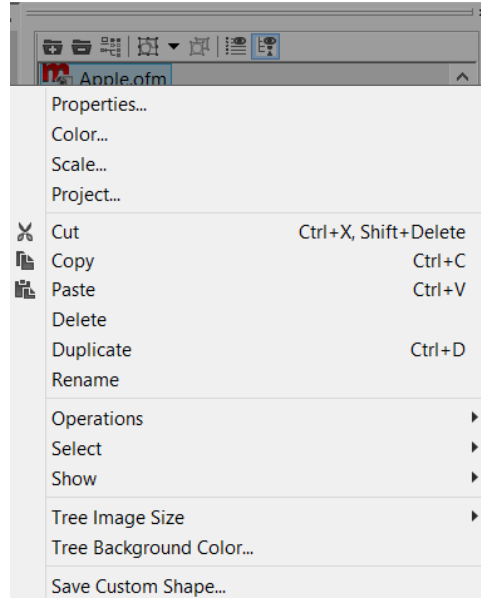 Apple.ofm
Properties...
Color...
Scale...
Project...
Cut Ctrl+X, Shift+Delete
Copy Ctrl+C
Paste Ctrl+V
Delete
Duplicate Ctrl+D
Rename
Operations
Select
Show
Tree Image Size
Tree Background Color...
Save Custom Shape...